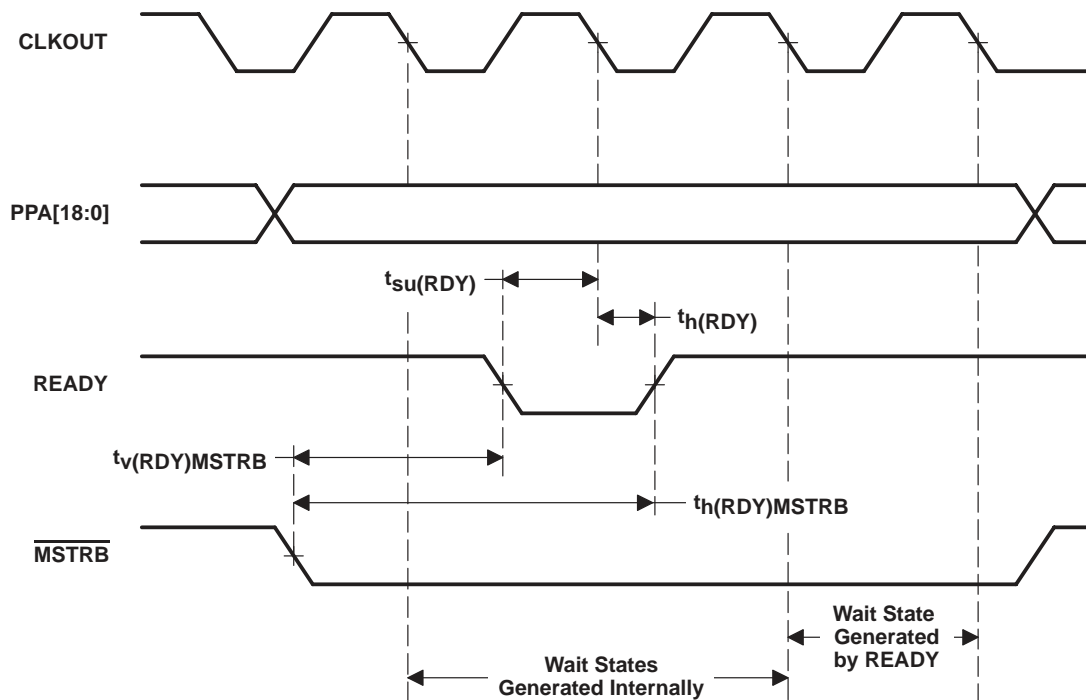 CLKOUT
PPA[18:0]
tsu(RDY)
th(RDY)
READY
tv(RDY)MSTRB
th(RDY)MSTRB
MSTRB
Wait State
Generated
by READY
Wait States
Generated Internally